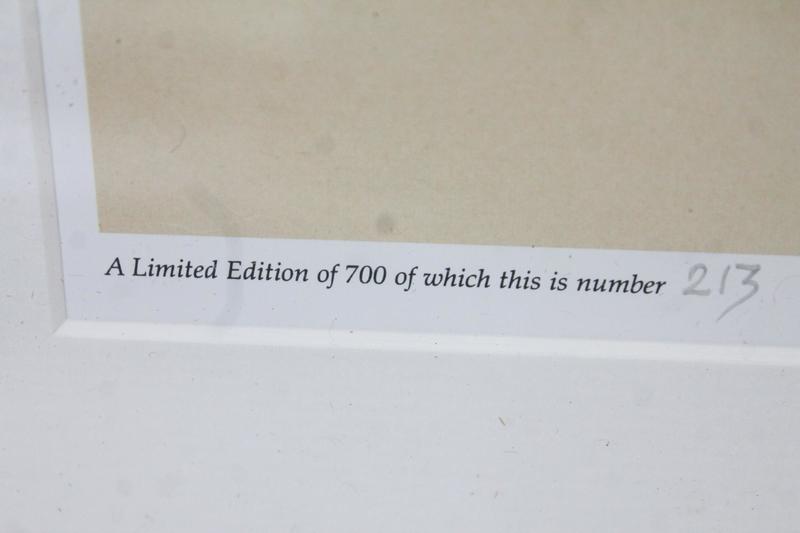 A Limited Edition of 700 of which this is number 213